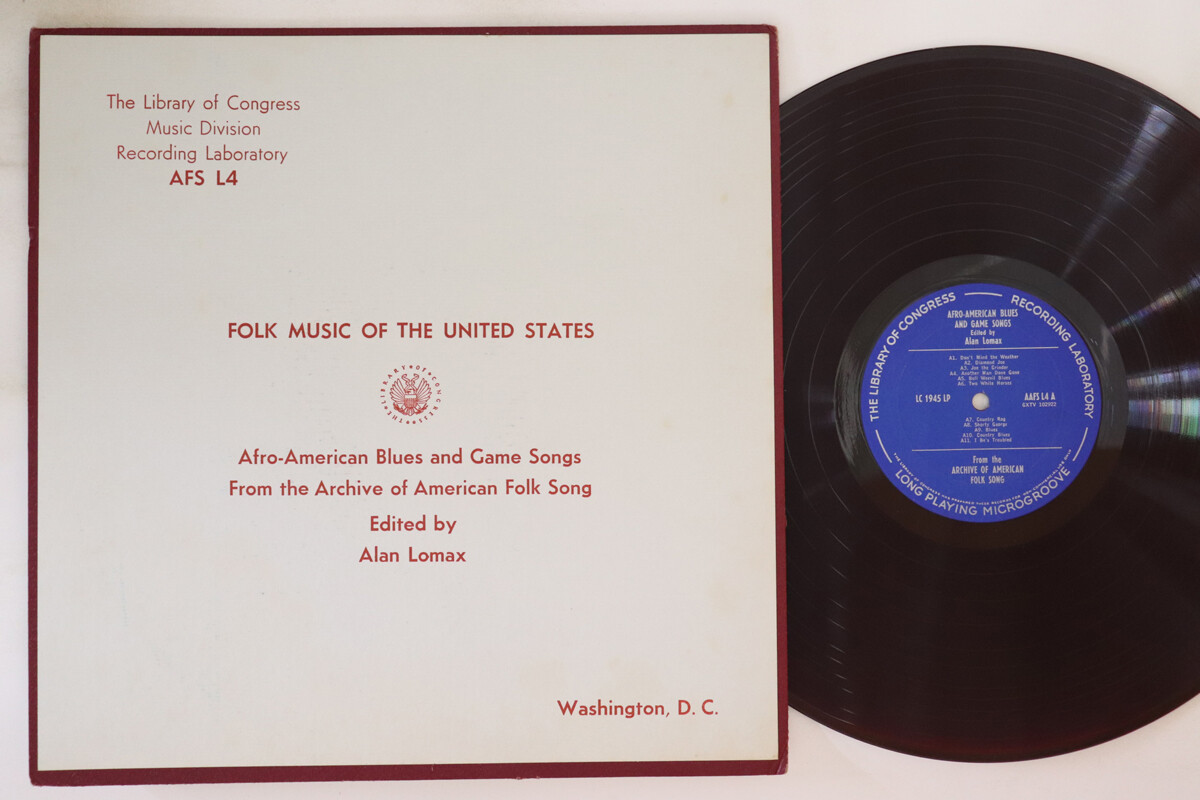 The Library of Congress
Music Division
Recording Laboratory
AFS L4
FOLK MUSIC OF THE UNITED STATES
THE LIBRARY OF CONGRESS
Afro-American Blues and Game Songs
From the Archive of American Folk Song
Edited by
Alan Lomax
Washington, D. C.
THE LIBRARY OF CONGRESS
RECORDING LABORATORY
AFRO-AMERICAN BLUES
AND GAME SONGS
Edited by
Alan Lomax
A1. Don't Mind the Weather
A2. Diamond Joe
A3. Joe the Grinder
A4. Another Man Done Gone
A5. Boll Weevil Blues
A6. Two White Horses
LC 1945 LP
AAFS L4 A
A7. Country Rag
A8. Shorty George
A9. Blues
A10. Country Blues
A11. I Be's Troubled
From the
ARCHIVE OF AMERICAN
FOLK SONG
LONG PLAYING MICROGROOVE